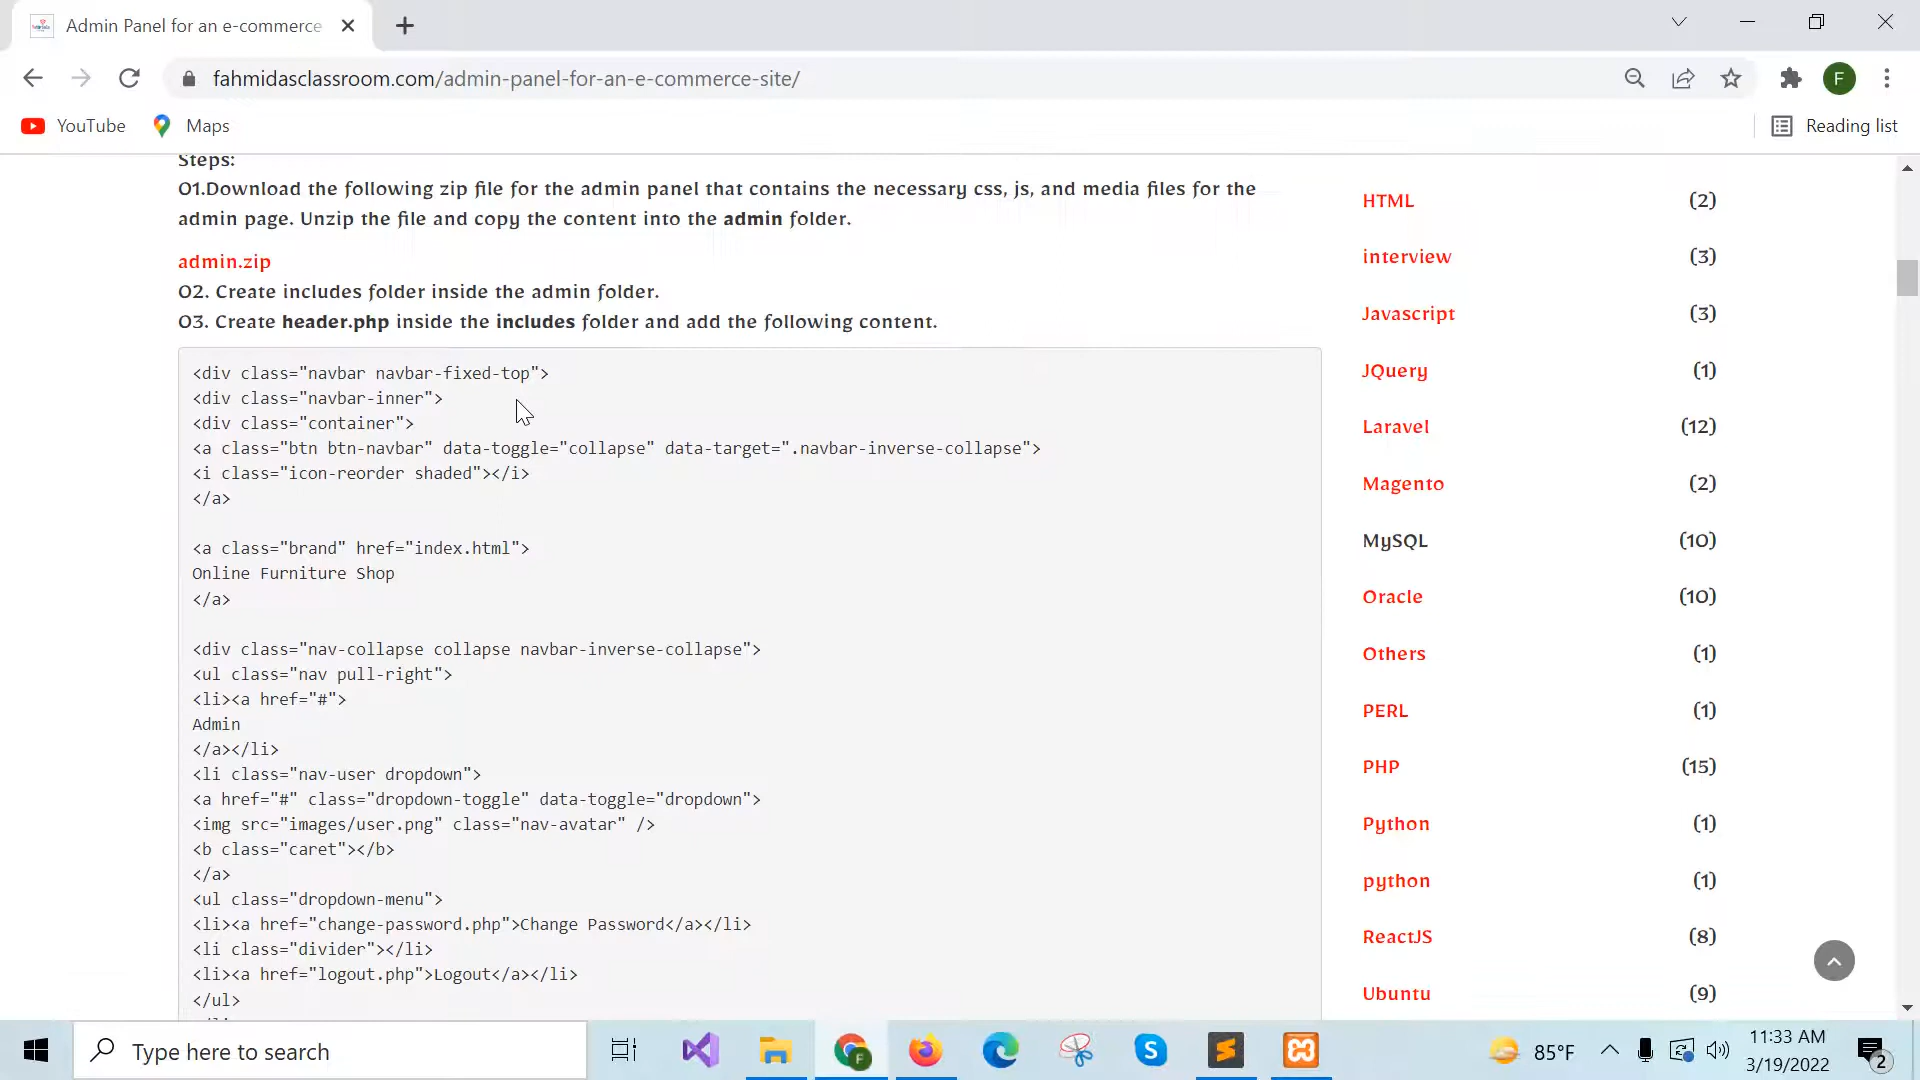 Admin Panel for an e-commerce
fahmidasclassroom.com/admin-panel-for-an-e-commerce-site/
F
YouTube
Maps
Reading list
Steps:
01.Download the following zip file for the admin panel that contains the necessary css, js, and media files for the
admin page. Unzip the file and copy the content into the admin folder.
admin.zip
02. Create includes folder inside the admin folder.
03. Create header.php inside the includes folder and add the following content.
<div class="navbar navbar-fixed-top">
<div class="navbar-inner">
<div class="container">
<a class="btn btn-navbar" data-toggle="collapse" data-target=".navbar-inverse-collapse">
<i class="icon-reorder shaded"></i>
</a>
<a class="brand" href="index.html">
Online Furniture Shop
</a>
<div class="nav-collapse collapse navbar-inverse-collapse">
<ul class="nav pull-right">
<li><a href="#">
Admin
</a></li>
<li class="nav-user dropdown">
<a href="#" class="dropdown-toggle" data-toggle="dropdown">
<img src="images/user.png" class="nav-avatar" />
<b class="caret"></b>
</a>
<ul class="dropdown-menu">
<li><a href="change-password.php">Change Password</a></li>
<li class="divider"></li>
<li><a href="logout.php">Logout</a></li>
</ul>
HTML (2)
interview (3)
Javascript (3)
JQuery (1)
Laravel (12)
Magento (2)
MySQL (10)
Oracle (10)
Others (1)
PERL (1)
PHP (15)
Python (1)
python (1)
ReactJS (8)
Ubuntu (9)
Type here to search
85°F
11:33 AM
3/19/2022
2